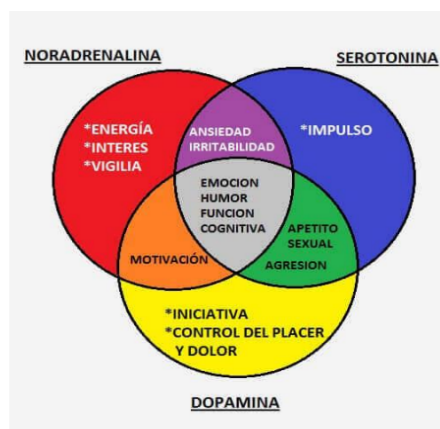 NORADRENALINA
SEROTONINA
*ENERGÍA
*INTERES
*VIGILIA
ANSIEDAD
IRRITABILIDAD
*IMPULSO
EMOCION
HUMOR
FUNCION
COGNITIVA
MOTIVACIÓN
APETITO
SEXUAL
AGRESION
*INICIATIVA
*CONTROL DEL PLACER
Y DOLOR
DOPAMINA